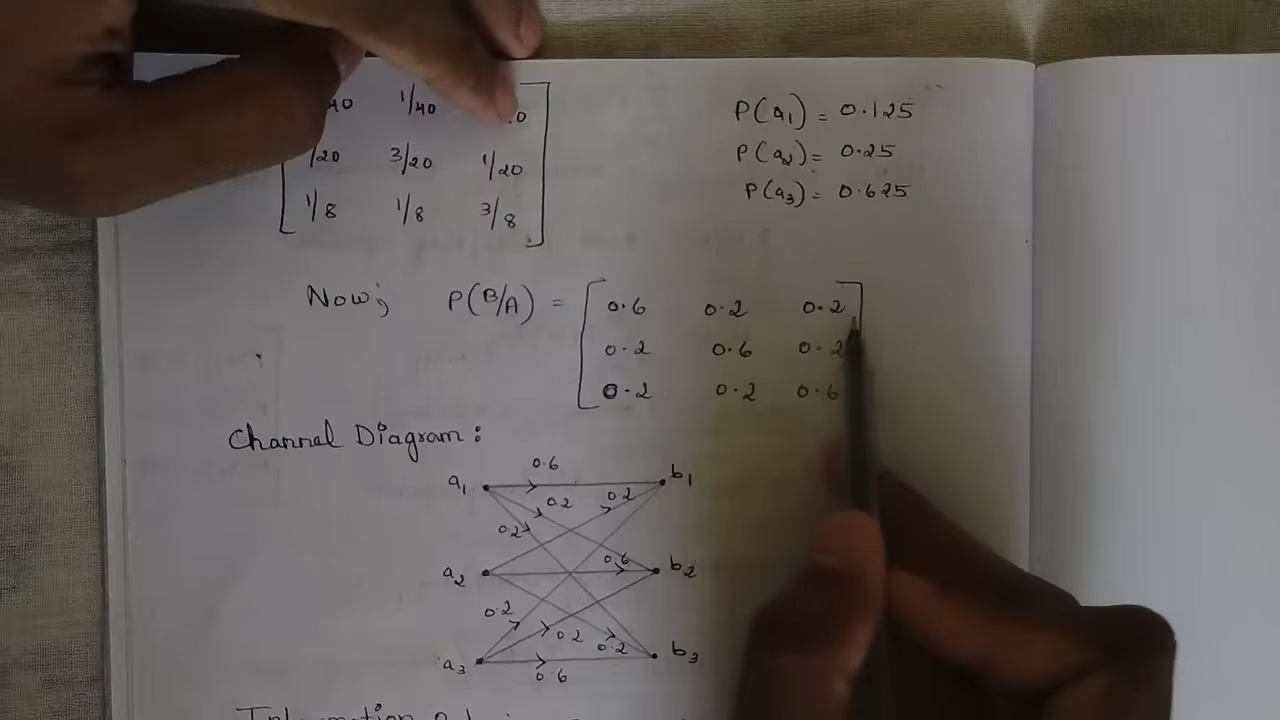 1/40
/20 3/20 1/20
1/8 1/8 3/8
P(a1) = 0.125
P(a2) = 0.25
P(a3) = 0.625
Now; P(B/A) =
0.6 0.2 0.2
0.2 0.6 0.2
0.2 0.2 0.6
Channel Diagram :
a1 0.6 b1
0.2 0.2
0.2
a2 0.6 b2
0.2
0.2 0.2
a3 0.6 b3